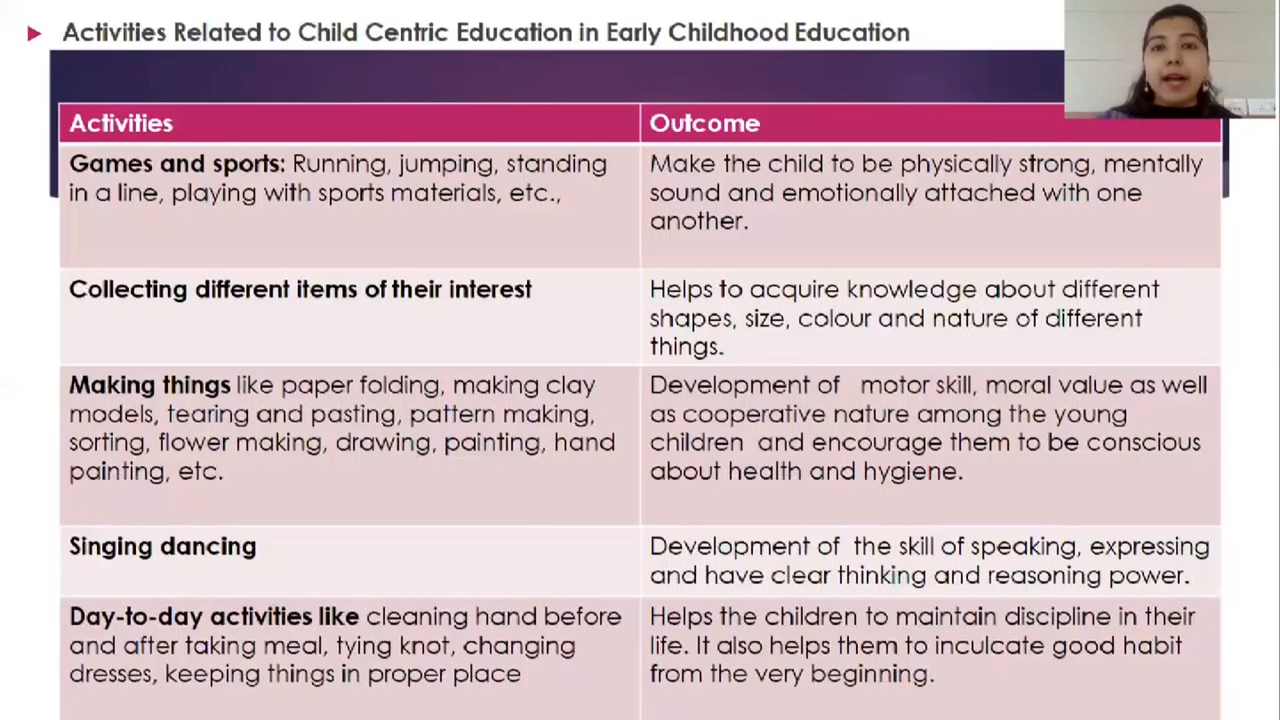 Activities Related to Child Centric Education in Early Childhood Education
Activities
Outcome
Games and sports: Running, jumping, standing
in a line, playing with sports materials, etc.,
Make the child to be physically strong, mentally
sound and emotionally attached with one
another.
Collecting different items of their interest
Helps to acquire knowledge about different
shapes, size, colour and nature of different
things.
Making things like paper folding, making clay
models, tearing and pasting, pattern making,
sorting, flower making, drawing, painting, hand
painting, etc.
Development of motor skill, moral value as well
as cooperative nature among the young
children and encourage them to be conscious
about health and hygiene.
Singing dancing
Development of the skill of speaking, expressing
and have clear thinking and reasoning power.
Day-to-day activities like cleaning hand before
and after taking meal, tying knot, changing
dresses, keeping things in proper place
Helps the children to maintain discipline in their
life. It also helps them to inculcate good habit
from the very beginning.